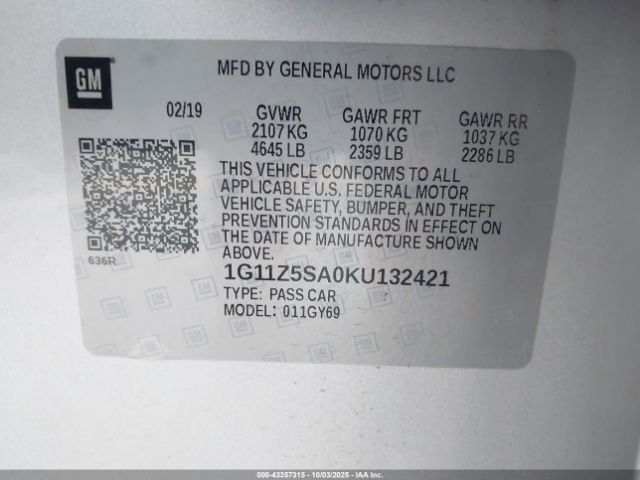 GM
MFD BY GENERAL MOTORS LLC
02/19 GVWR GAWR FRT GAWR RR
2107 KG 1070 KG 1037 KG
4645 LB 2359 LB 2286 LB
THIS VEHICLE CONFORMS TO ALL
APPLICABLE U.S. FEDERAL MOTOR
VEHICLE SAFETY, BUMPER, AND THEFT
PREVENTION STANDARDS IN EFFECT ON
THE DATE OF MANUFACTURE SHOWN
ABOVE.
636R
1G11Z5SA0KU132421
TYPE: PASS CAR
MODEL: 011GY69
000-43357315 - 10/03/2025 - IAA Inc.